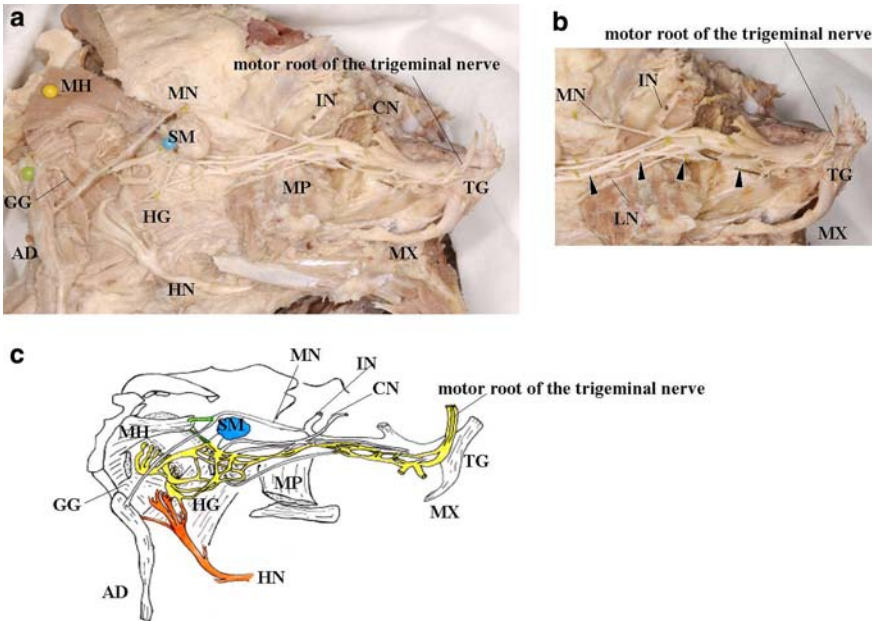 a
motor root of the trigeminal nerve
MH
MN
IN
CN
SM
MP
TG
GG
HG
AD
MX
HN
b
motor root of the trigeminal nerve
MN
IN
TG
LN
MX
c
MN
IN
CN
motor root of the trigeminal nerve
MH
SM
TG
GG
HG
MP
MX
HN
AD